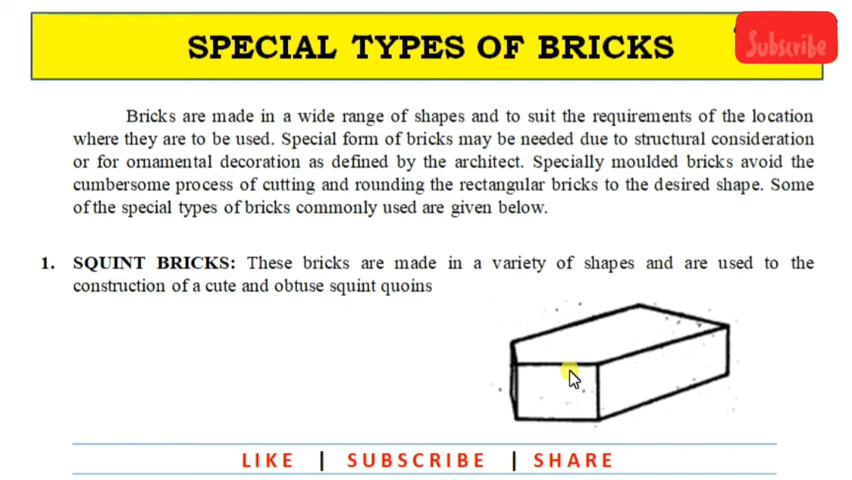 SPECIAL TYPES OF BRICKS
Subscribe
Bricks are made in a wide range of shapes and to suit the requirements of the location
where they are to be used. Special form of bricks may be needed due to structural consideration
or for ornamental decoration as defined by the architect. Specially moulded bricks avoid the
cumbersome process of cutting and rounding the rectangular bricks to the desired shape. Some
of the special types of bricks commonly used are given below.
1. SQUINT BRICKS: These bricks are made in a variety of shapes and are used to the
construction of a cute and obtuse squint quoins
LIKE | SUBSCRIBE | SHARE